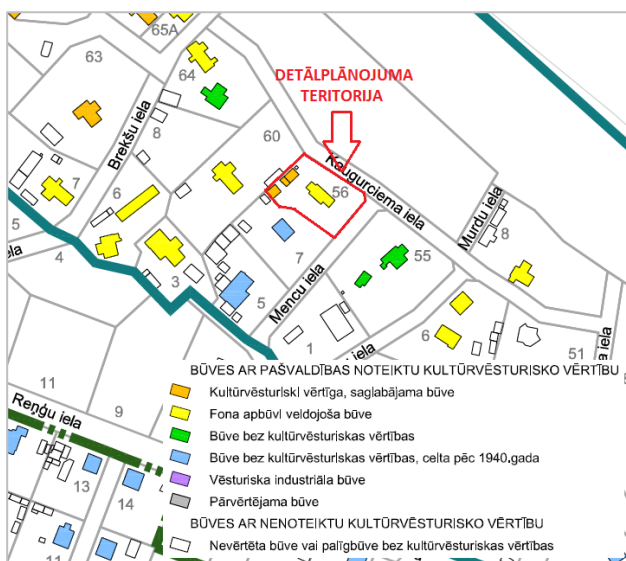 65A
63
64
DETĀLPLĀNOJUMA
TERITORIJA
Brekšu iela
8
60
Kaugurciema iela
56
7
6
Murdu iela
8
5
4
3
7
55
Mencu iela
5
6
1
51
11
9
Reņģu iela
13
14
11
BŪVES AR PAŠVALDĪBAS NOTEIKTU KULTŪRVĒSTURISKO VĒRTĪBU
Kultūrvēsturiski vērtīga, saglabājama būve
Fona apbūvi veidojoša būve
Būve bez kultūrvēsturiskas vērtības
Būve bez kultūrvēsturiskas vērtības, celta pēc 1940.gada
Vēsturiska industriāla būve
Pārvērtējama būve
BŪVES AR NENOTEIKTU KULTŪRVĒSTURISKO VĒRTĪBU
Nevērtēta būve vai palīgbūve bez kultūrvēsturiskas vērtības